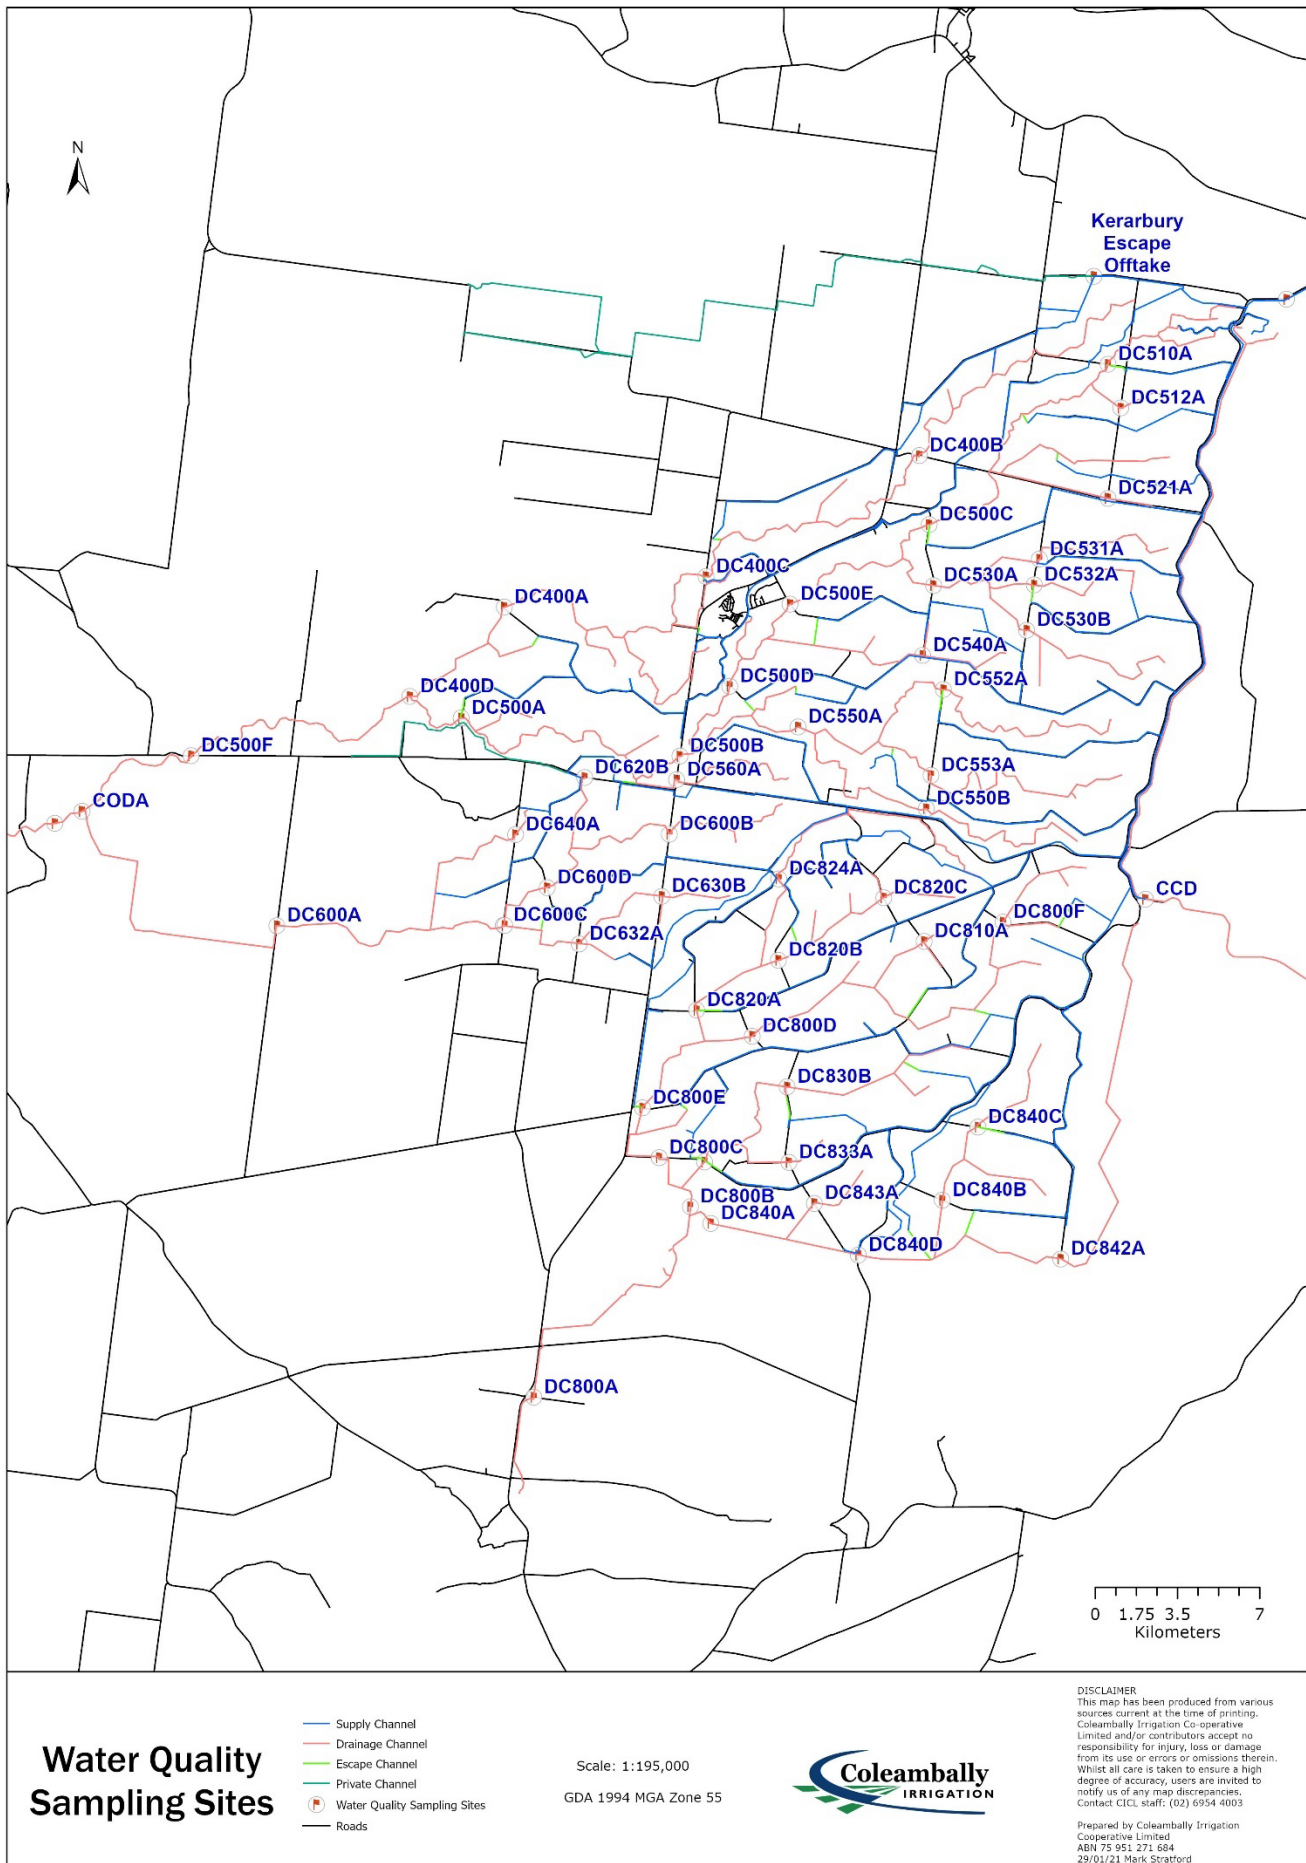 N
Kerarbury
Escape
Offtake
DC510A
DC512A
DC400B
DC521A
DC500C
DC531A
DC400C
DC530A
DC532A
DC400A
DC500E
DC530B
DC540A
DC500D
DC552A
DC400D
DC500A
DC550A
DC500F
DC500B
DC620B
DC560A
DC553A
CODA
DC550B
DC640A
DC600B
DC824A
DC600D
DC630B
DC820C
CCD
DC600A
DC600C
DC800F
DC632A
DC810A
DC820B
DC820A
DC800D
DC830B
DC800E
DC840C
DC800C
DC833A
DC800B
DC843A
DC840B
DC840A
DC840D
DC842A
DC800A
0 1.75 3.5 7
Kilometers
Water Quality
Sampling Sites
Supply Channel
Drainage Channel
Escape Channel
Private Channel
Water Quality Sampling Sites
Roads
Scale: 1:195,000
GDA 1994 MGA Zone 55
Coleambally
IRRIGATION
DISCLAIMER
This map has been produced from various
sources current at the time of printing.
Coleambally Irrigation Co-operative
Limited and/or contributors accept no
responsibility for injury, loss or damage
from its use or errors or omissions therein.
Whilst all care is taken to ensure a high
degree of accuracy, users are invited to
notify us of any map discrepancies.
Contact CICL staff: (02) 6954 4003
Prepared by Coleambally Irrigation
Cooperative Limited
ABN 75 951 271 684
29/01/21 Mark Stratford